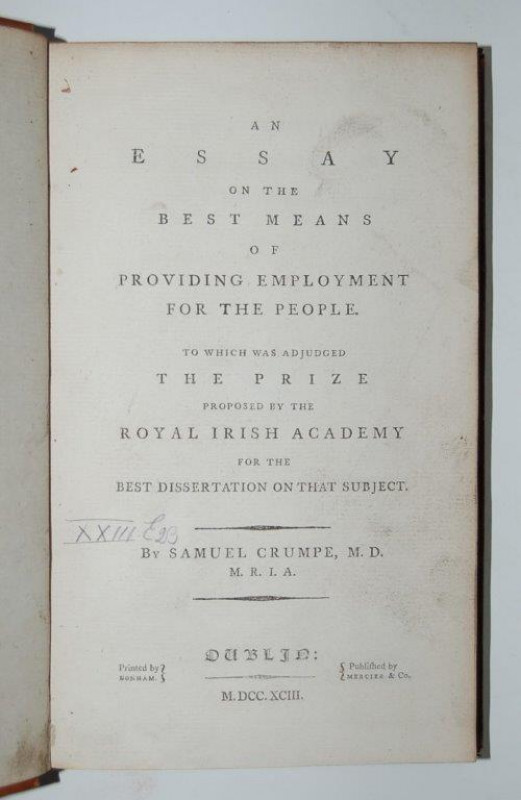 AN
ESSAY
ON THE
BEST MEANS
OF
PROVIDING EMPLOYMENT
FOR THE PEOPLE.
TO WHICH WAS ADJUDGED
THE PRIZE
PROPOSED BY THE
ROYAL IRISH ACADEMY
FOR THE
BEST DISSERTATION ON THAT SUBJECT.
XXIII E23
By SAMUEL CRUMPE, M. D.
M. R. I. A.
DUBLIN:
Printed by
BONHAM.
Published by
MERCIER & Co.
M.DCC.XCIII.